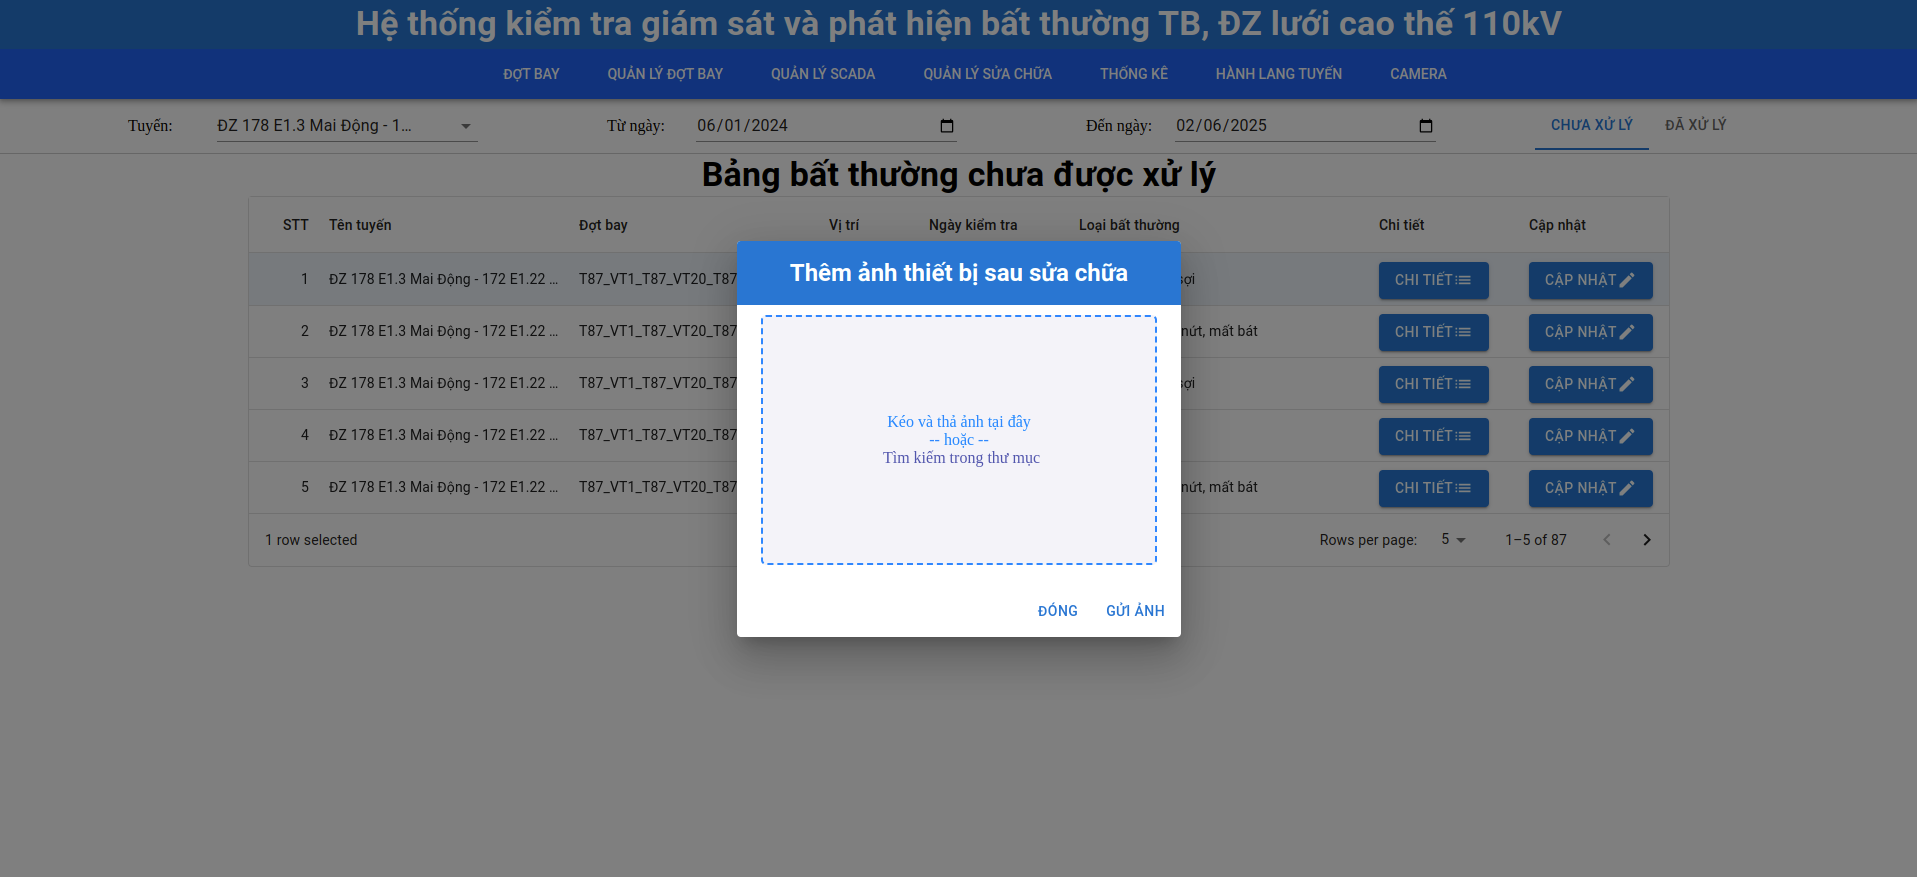 Hệ thống kiểm tra giám sát và phát hiện bất thường TB, ĐZ lưới cao thế 110kV
ĐỢT BAY QUẢN LÝ ĐỢT BAY QUẢN LÝ SCADA QUẢN LÝ SỬA CHỮA THỐNG KÊ HÀNH LANG TUYẾN CAMERA
Tuyến: ĐZ 178 E1.3 Mai Động - 1... Từ ngày: 06/01/2024 Đến ngày: 02/06/2025 CHƯA XỬ LÝ ĐÃ XỬ LÝ
Bảng bất thường chưa được xử lý
STT Tên tuyến Đợt bay Vị trí Ngày kiểm tra Loại bất thường Chi tiết Cập nhật
1 ĐZ 178 E1.3 Mai Động - 172 E1.22 ... T87_VT1_T87_VT20_T87 sợi CHI TIẾT CẬP NHẬT
2 ĐZ 178 E1.3 Mai Động - 172 E1.22 ... T87_VT1_T87_VT20_T87 nứt, mất bát CHI TIẾT CẬP NHẬT
3 ĐZ 178 E1.3 Mai Động - 172 E1.22 ... T87_VT1_T87_VT20_T87 sợi CHI TIẾT CẬP NHẬT
4 ĐZ 178 E1.3 Mai Động - 172 E1.22 ... T87_VT1_T87_VT20_T87 CHI TIẾT CẬP NHẬT
5 ĐZ 178 E1.3 Mai Động - 172 E1.22 ... T87_VT1_T87_VT20_T87 nứt, mất bát CHI TIẾT CẬP NHẬT
1 row selected Rows per page: 5 1–5 of 87
Thêm ảnh thiết bị sau sửa chữa
Kéo và thả ảnh tại đây
-- hoặc --
Tìm kiếm trong thư mục
ĐÓNG GỬI ẢNH